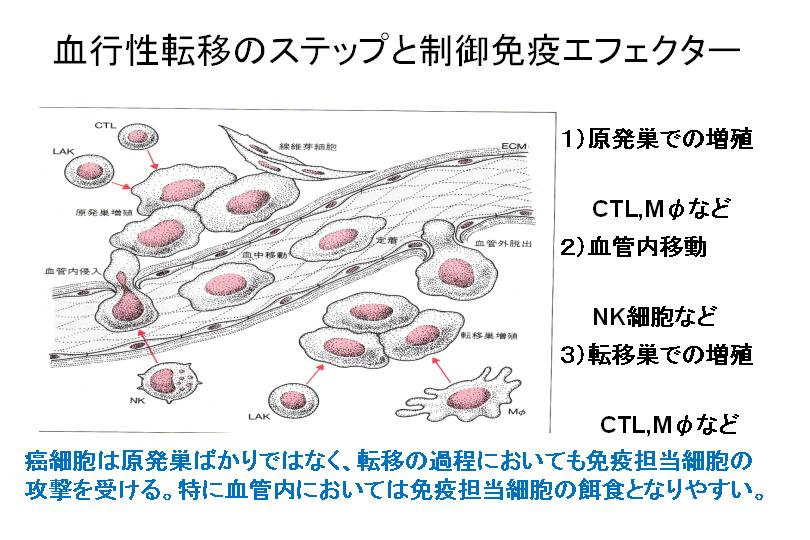 血行性転移のステップと制御免疫エフェクター
CTL
LAK
線維芽細胞
ECM
原発巣増殖
血管内侵入
血中移動
定着
血管外脱出
転移巣増殖
NK
LAK
Mφ
1)原発巣での増殖
CTL,Mφなど
2)血管内移動
NK細胞など
3)転移巣での増殖
CTL,Mφなど
癌細胞は原発巣ばかりではなく、転移の過程においても免疫担当細胞の
攻撃を受ける。特に血管内においては免疫担当細胞の餌食となりやすい。